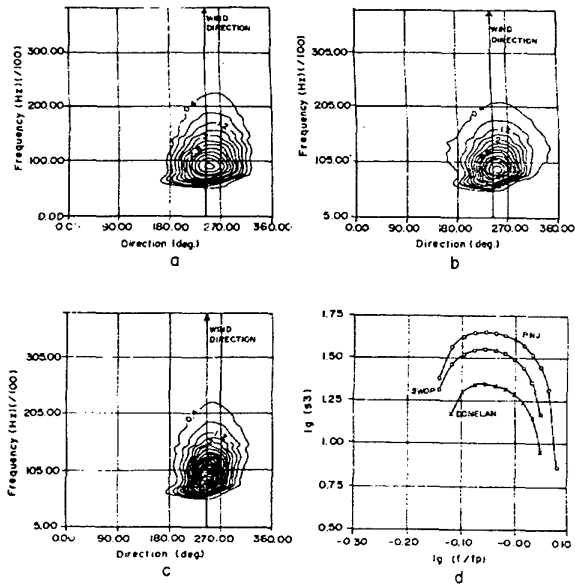 WIND
DIRECTION
300.00
200.00
100.00
0.00
Frequency (Hz)(/100)
1.2
90.00 180.00 270.00 360.00
Direction (deg.)
a
WIND
DIRECTION
305.00
205.00
105.00
5.00
Frequency (Hz)(/100)
1.2
2
0.00 90.00 180.00 270.00 360.00
Direction (deg.)
b
WIND
DIRECTION
305.00
205.00
105.00
5.00
Frequency (Hz)(/100)
0.00 90.00 180.00 270.00 360.00
Direction (deg.)
c
1.75
1.50
1.25
1.00
0.75
0.50
lg (s3)
PNJ
SWOP
DONELAN
-0.30 -0.20 -0.10 -0.00 0.10
lg (f/fp)
d